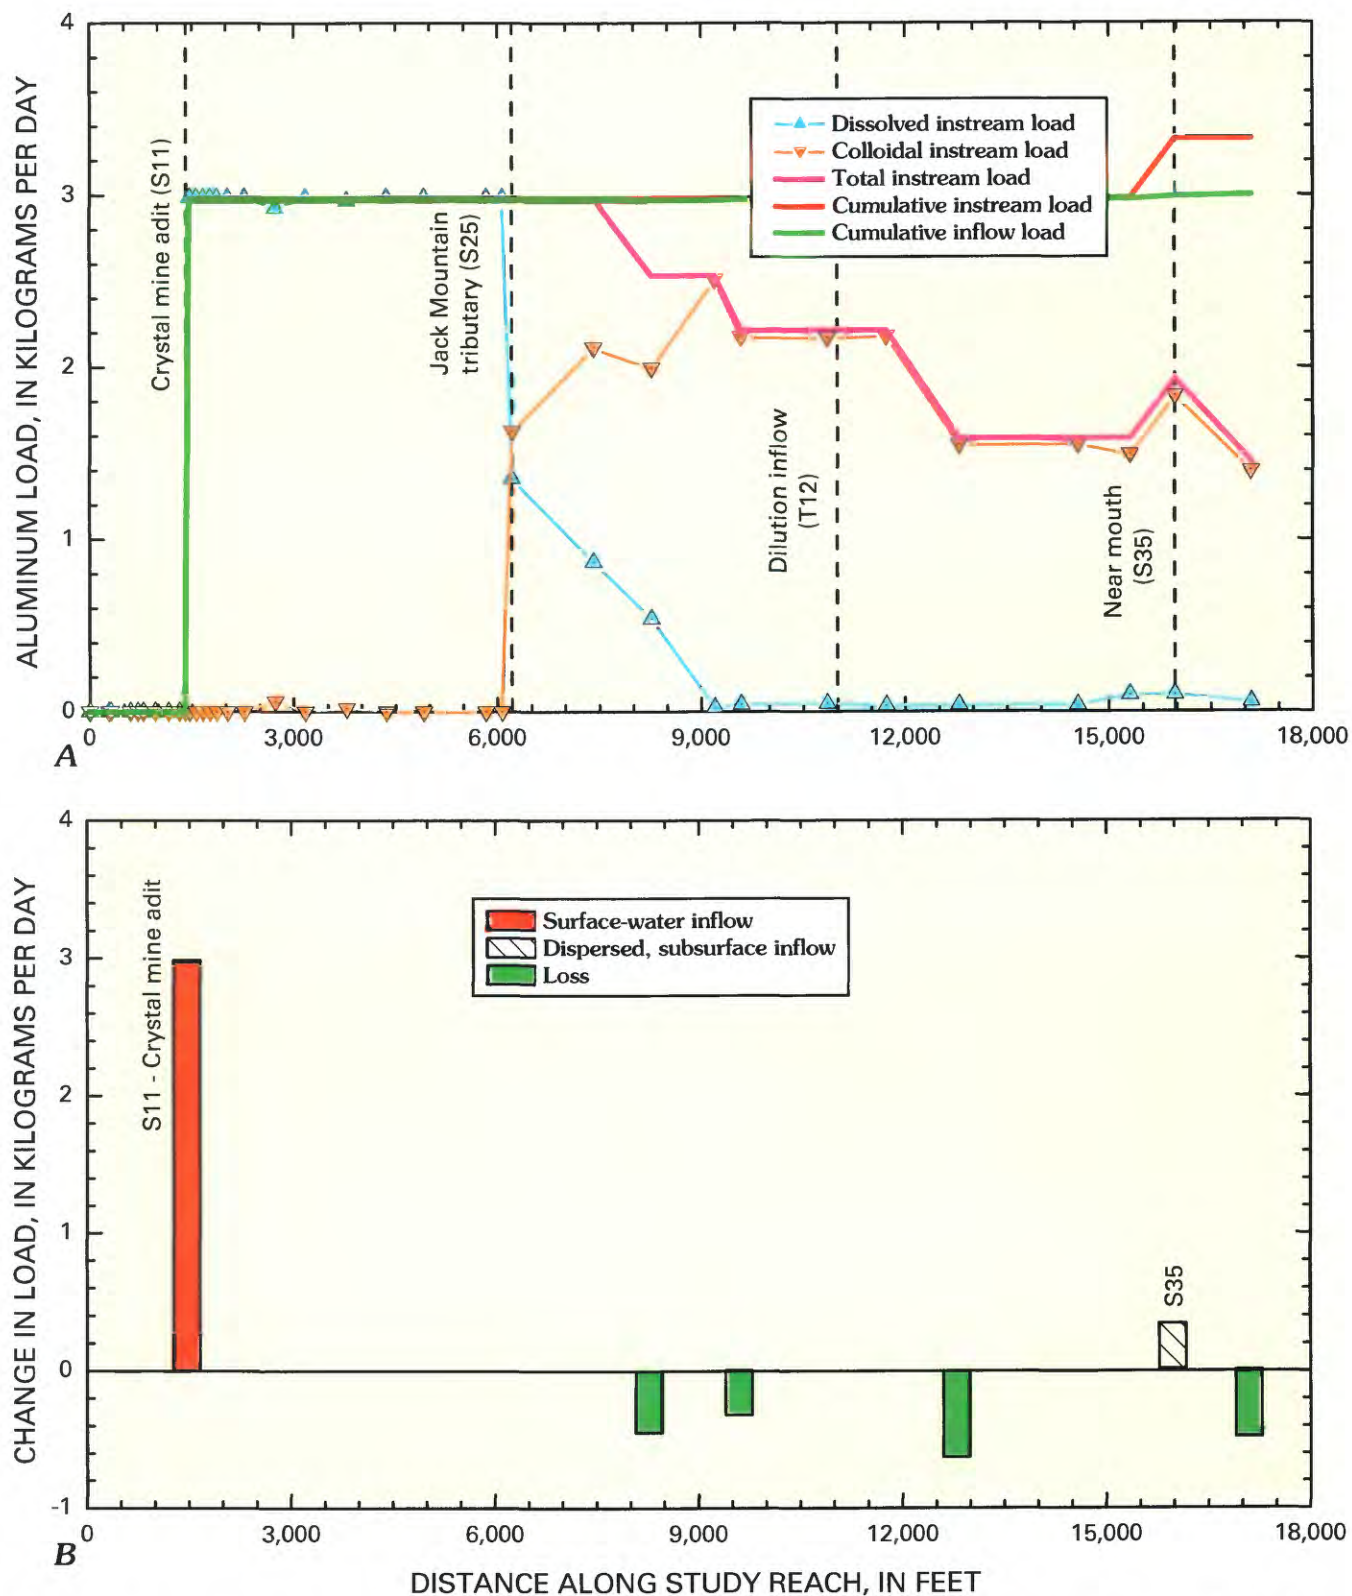 ALUMINUM LOAD, IN KILOGRAMS PER DAY
4
3
2
1
0
Crystal mine adit (S11)
Jack Mountain
tributary (S25)
Dilution inflow
(T12)
Near mouth
(S35)
Dissolved instream load
Colloidal instream load
Total instream load
Cumulative instream load
Cumulative inflow load
0 3,000 6,000 9,000 12,000 15,000 18,000
A
CHANGE IN LOAD, IN KILOGRAMS PER DAY
4
3
2
1
0
-1
S11 - Crystal mine adit
Surface-water inflow
Dispersed, subsurface inflow
Loss
S35
0 3,000 6,000 9,000 12,000 15,000 18,000
B
DISTANCE ALONG STUDY REACH, IN FEET